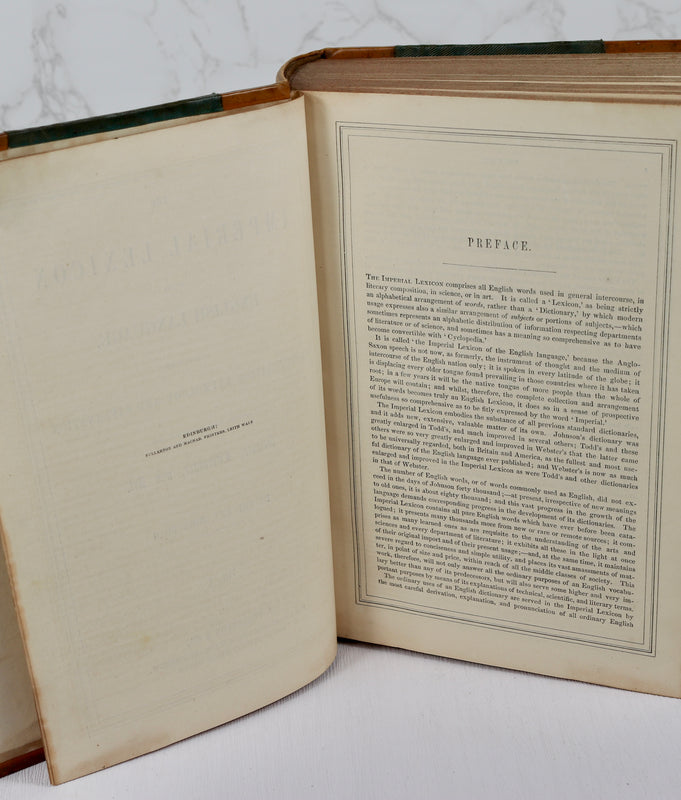 EDINBURGH:
FULLARTON AND MACNAB, PRINTERS, LEITH WALK
PREFACE.
THE IMPERIAL LEXICON comprises all English words used in general intercourse, in
literary composition, in science, or in art. It is called a ‘Lexicon,’ as being strictly
an alphabetical arrangement of words, rather than a ‘Dictionary,’ by which modern
usage expresses also a similar arrangement of subjects or portions of subjects,—which
sometimes represents an alphabetic distribution of information respecting departments
of literature or of science, and sometimes has a meaning so comprehensive as to have
become convertible with ‘Cyclopedia.’
It is called ‘the Imperial Lexicon of the English language,’ because the Anglo-
Saxon speech is not now, as formerly, the instrument of thought and the medium of
intercourse of the English nation only; it is spoken in every latitude of the globe; it
is displacing every older tongue found prevailing in those countries where it has taken
root; in a few years it will be the native tongue of more people than the whole of
Europe will contain; and whilst, therefore, the complete collection and arrangement
of its words becomes truly an English Lexicon, it does so in a sense of prospective
usefulness so comprehensive as to be fitly expressed by the word ‘Imperial.’
The Imperial Lexicon embodies the substance of all previous standard dictionaries,
and it adds new, extensive, valuable matter of its own. Johnson's dictionary was
greatly enlarged in Todd's, and much improved in several others; Todd's and these
others were so very greatly enlarged and improved in Webster's that the latter came
to be universally regarded, both in Britain and America, as the fullest and most use-
ful dictionary of the English language ever published; and Webster's is now as much
enlarged and improved in the Imperial Lexicon as were Todd's and other dictionaries
in that of Webster.
The number of English words, or of words commonly used as English, did not ex-
ceed in the days of Johnson forty thousand;—at present, irrespective of new meanings
to old ones, it is about eighty thousand; and this vast progress in the growth of the
language demands corresponding progress in the development of its dictionaries. The
Imperial Lexicon contains all pure English words which have ever before been cata-
logued; it presents many thousands more from new or rare or remote sources; it com-
prises as many learned ones as are requisite to the understanding of the arts and
sciences and every department of literature; it exhibits all these in the light at once
of their original import and of their present usage;—and, at the same time, it maintains
severe regard to conciseness and simple utility, and places its vast amassments of mat-
ter, in point of size and price, within reach of all the middle classes of society. This
work, therefore, will not only answer all the ordinary purposes of an English vocabu-
lary better than any of its predecessors, but will also serve some higher and very im-
portant purposes by means of its explanations of technical, scientific, and literary terms.
The ordinary uses of an English dictionary are served in the Imperial Lexicon by
the most careful derivation, explanation, and pronunciation of all ordinary English